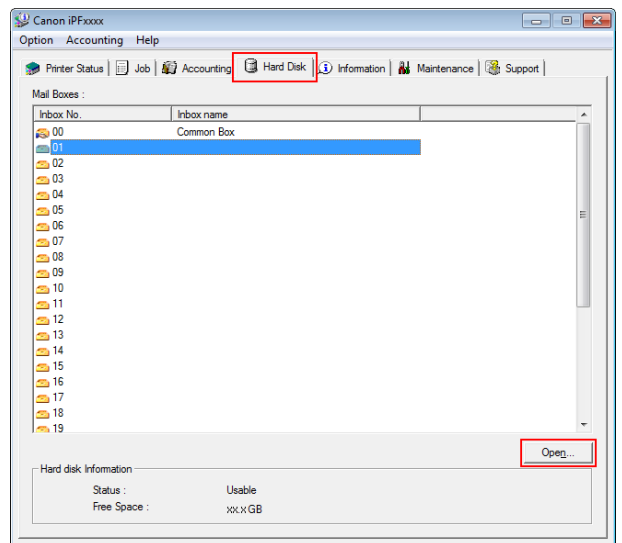 Canon iPFxxxx
Option Accounting Help
Printer Status Job Accounting Hard Disk Information Maintenance Support
Mail Boxes :
Inbox No. Inbox name
00 Common Box
01
02
03
04
05
06
07
08
09
10
11
12
13
14
15
16
17
18
19
Open...
Hard disk Information
Status : Usable
Free Space : xx.x GB